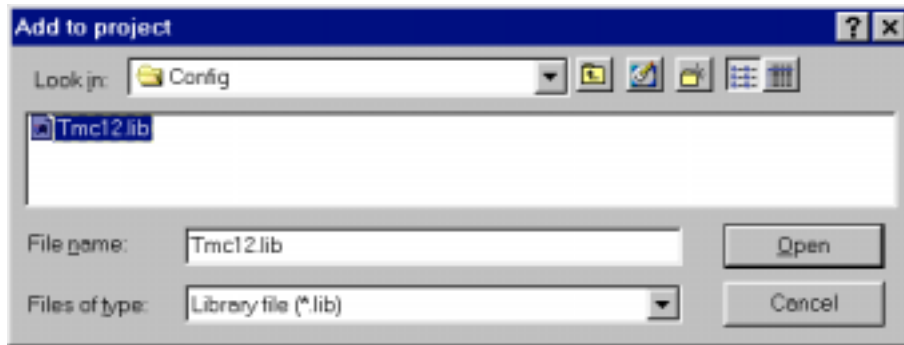 Add to project
Look in: Config
Tmc12.lib
File name: Tmc12.lib Open
Files of type: Library file (*.lib) Cancel